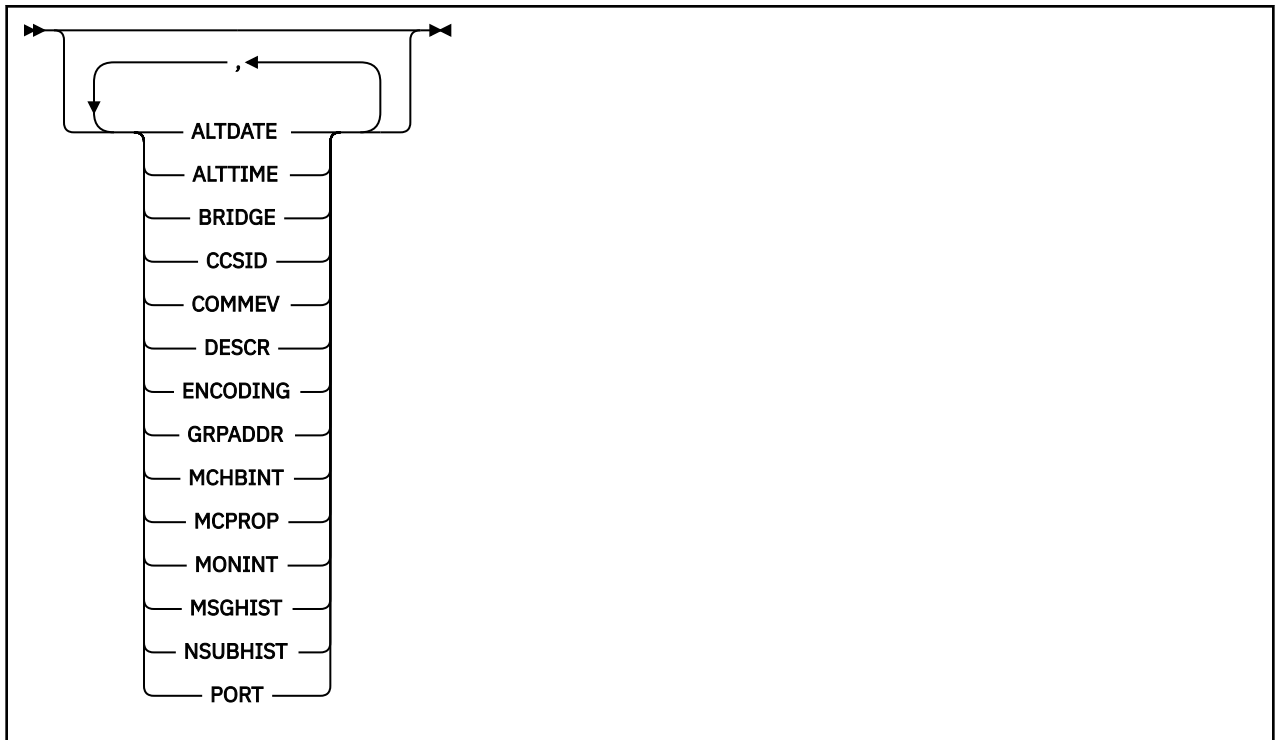 ,
ALTDATE
ALTTIME
BRIDGE
CCSID
COMMEV
DESCR
ENCODING
GRPADDR
MCHBINT
MCPROP
MONINT
MSGHIST
NSUBHIST
PORT